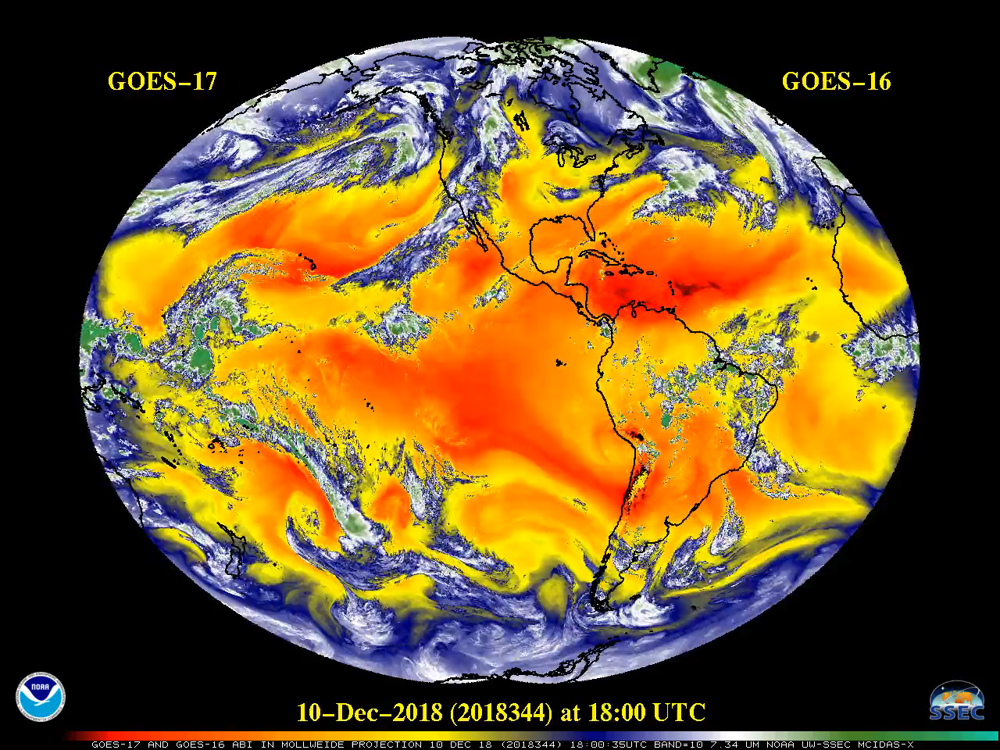 GOES-17
GOES-16
NOAA
SSEC
10-Dec-2018 (2018344) at 18:00 UTC
GOES-17 AND GOES-16 ABI IN MOLLWEIDE PROJECTION 10 DEC 18 (2018344) 18:00:35UTC BAND=10 7.34 UM NOAA UW-SSEC MCIDAS-X